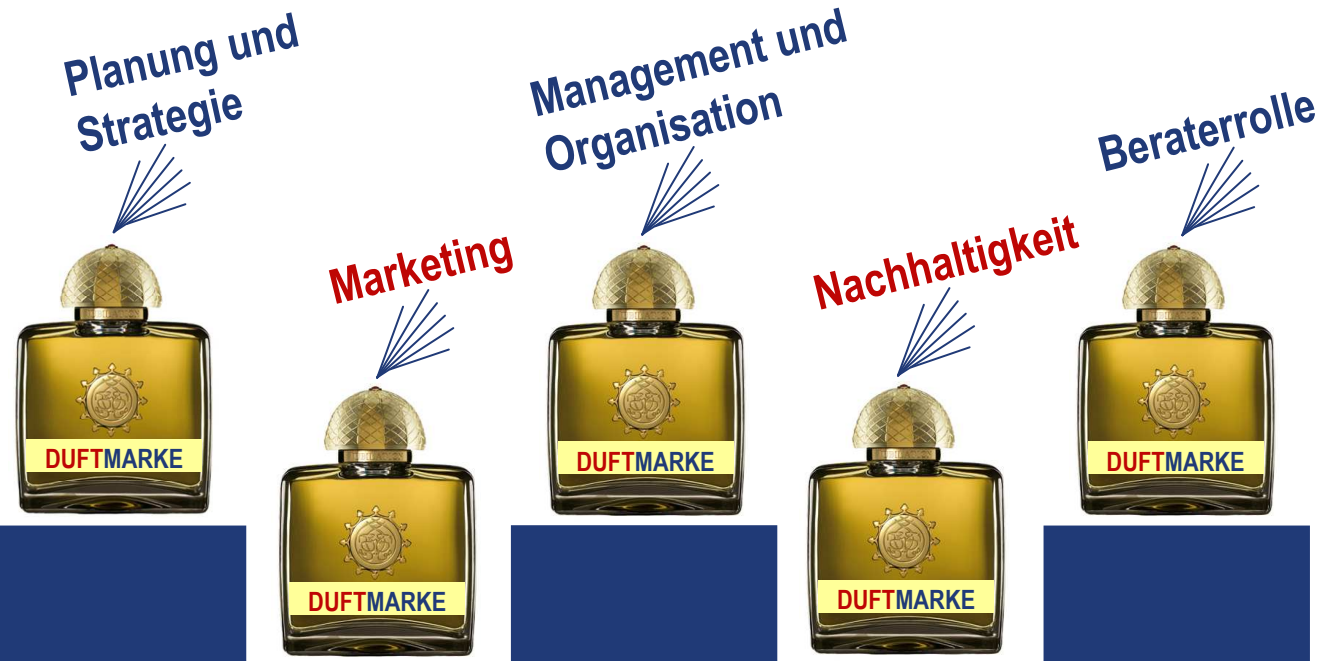 Planung und
Strategie
Marketing
Management und
Organisation
Nachhaltigkeit
Beraterrolle
DUFTMARKE
DUFTMARKE
DUFTMARKE
DUFTMARKE
DUFTMARKE